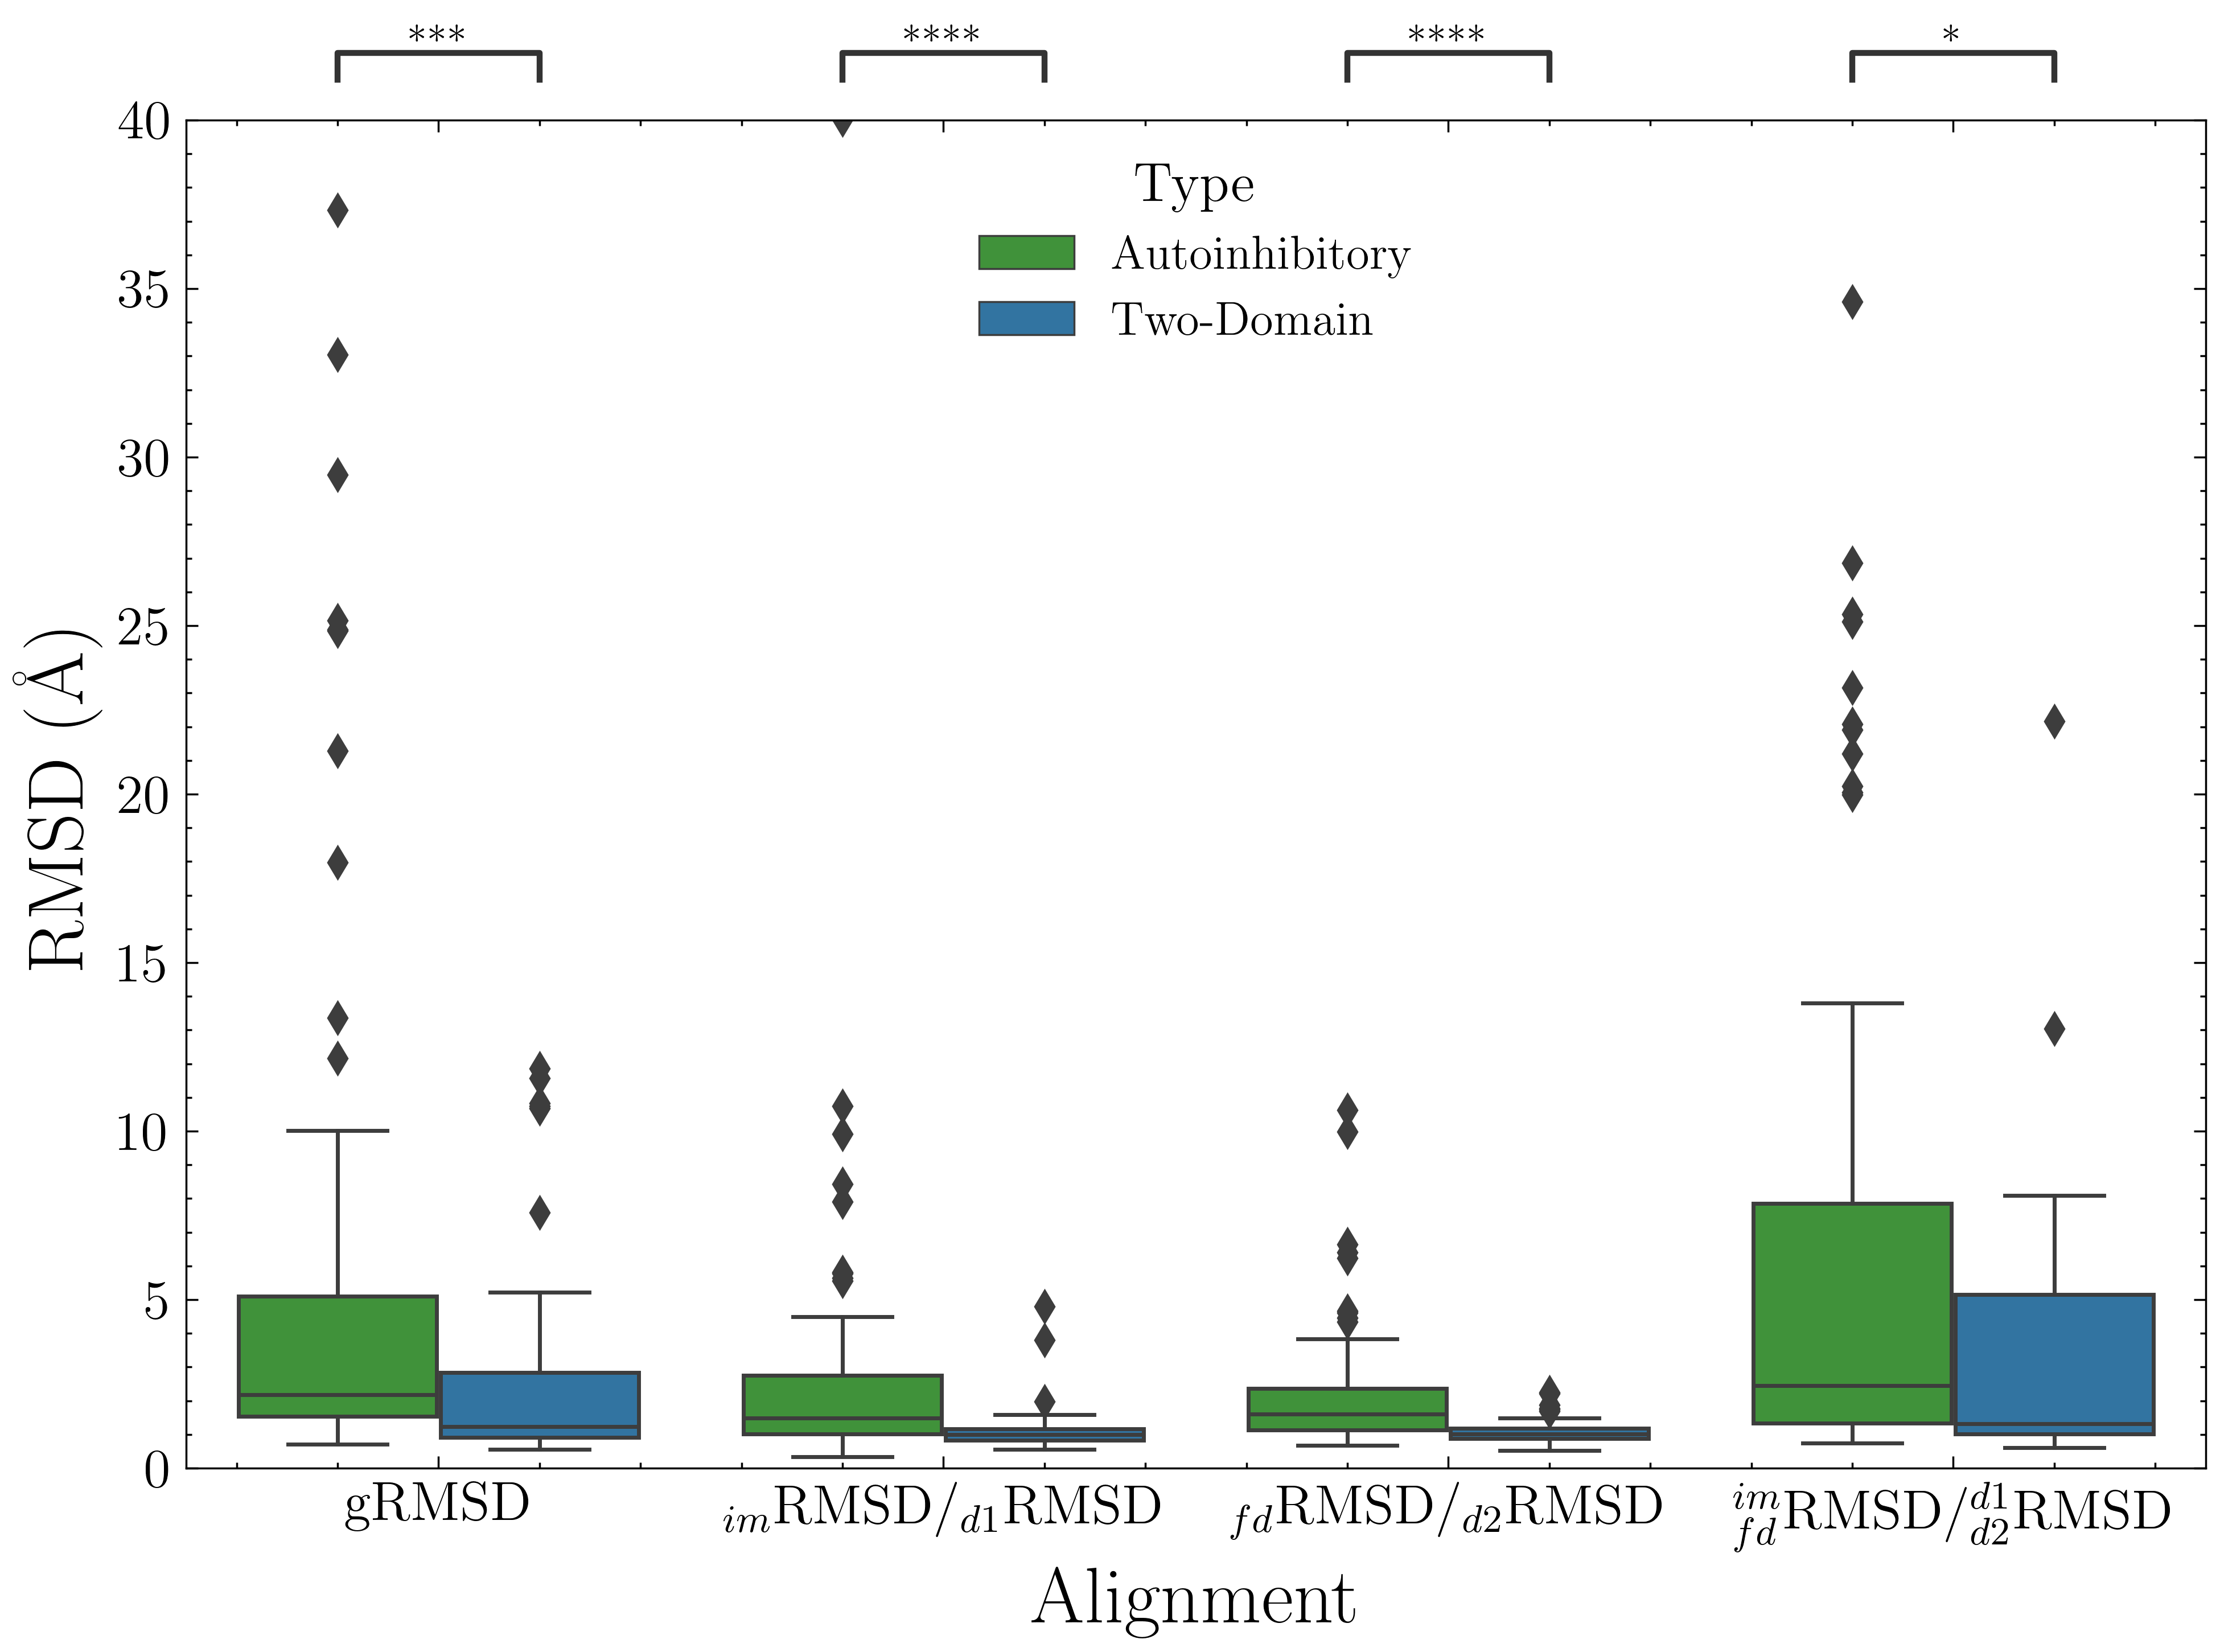 *** **** **** *
40
35
30
25
20
15
10
5
0
RMSD (Å)
Type
Autoinhibitory
Two-Domain
gRMSD
imRMSD/d1RMSD
fdRMSD/d2RMSD
im fdRMSD/d1 d2RMSD
Alignment